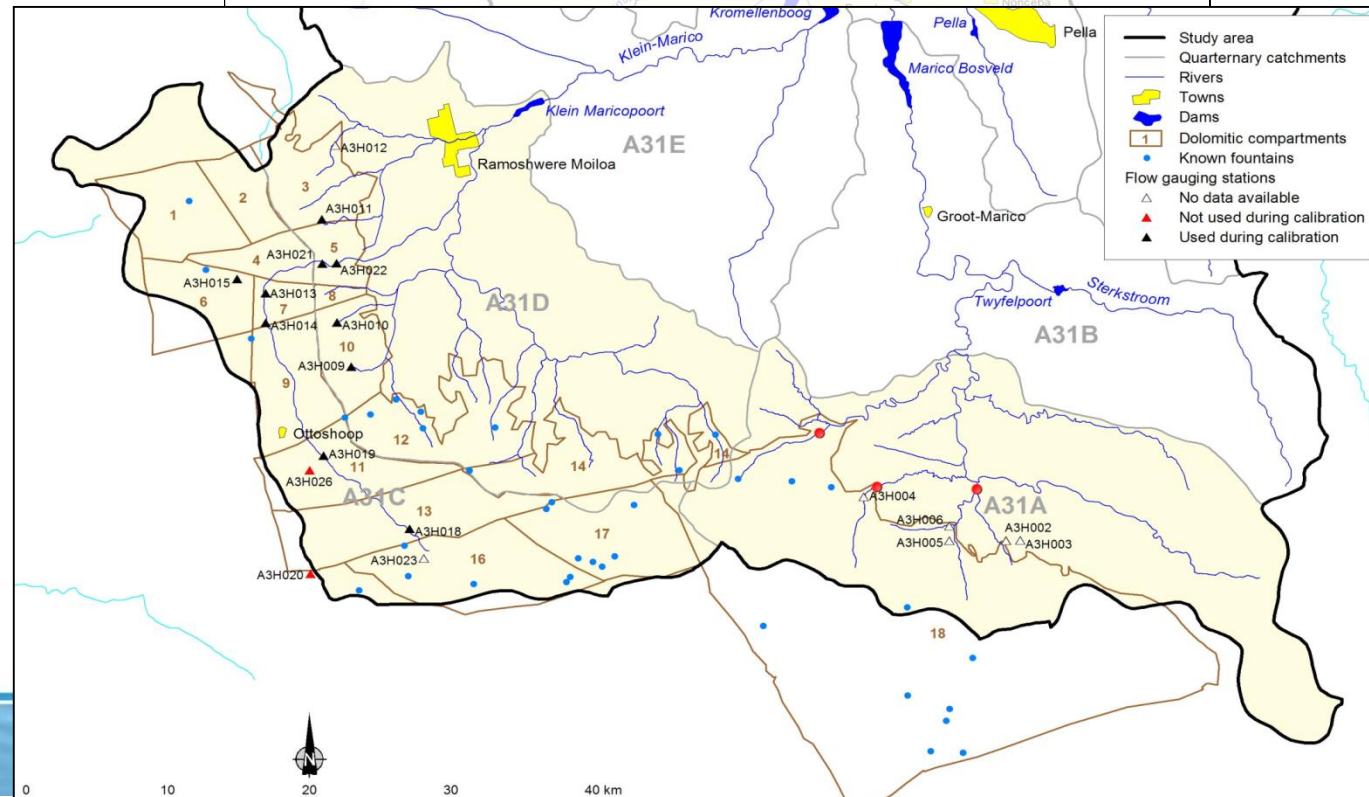 Nonceba
Kromellenboog
Pella
Pella
Klein-Marico
Marico Bosveld
Klein Maricopoort
A31E
Ramoshwere Moiloa
Groot-Marico
Study area
Quarternary catchments
Rivers
Towns
Dams
1
Dolomitic compartments
Known fountains
Flow gauging stations
No data available
Not used during calibration
Used during calibration
A3H012
3
2
1
A3H011
A3H021
5
4
A3H022
A3H015
6
A3H013
8
7
A3H014
A3H010
A31D
Twyfelpoort
Sterkstroom
A31B
10
A3H009
9
Ottoshoop
12
A3H019
11
14
14
A3H026
A31C
A3H004
A31A
13
A3H018
17
A3H006
A3H002
A3H005
A3H003
A3H023
16
A3H020
18
N
0 10 20 30 40 km